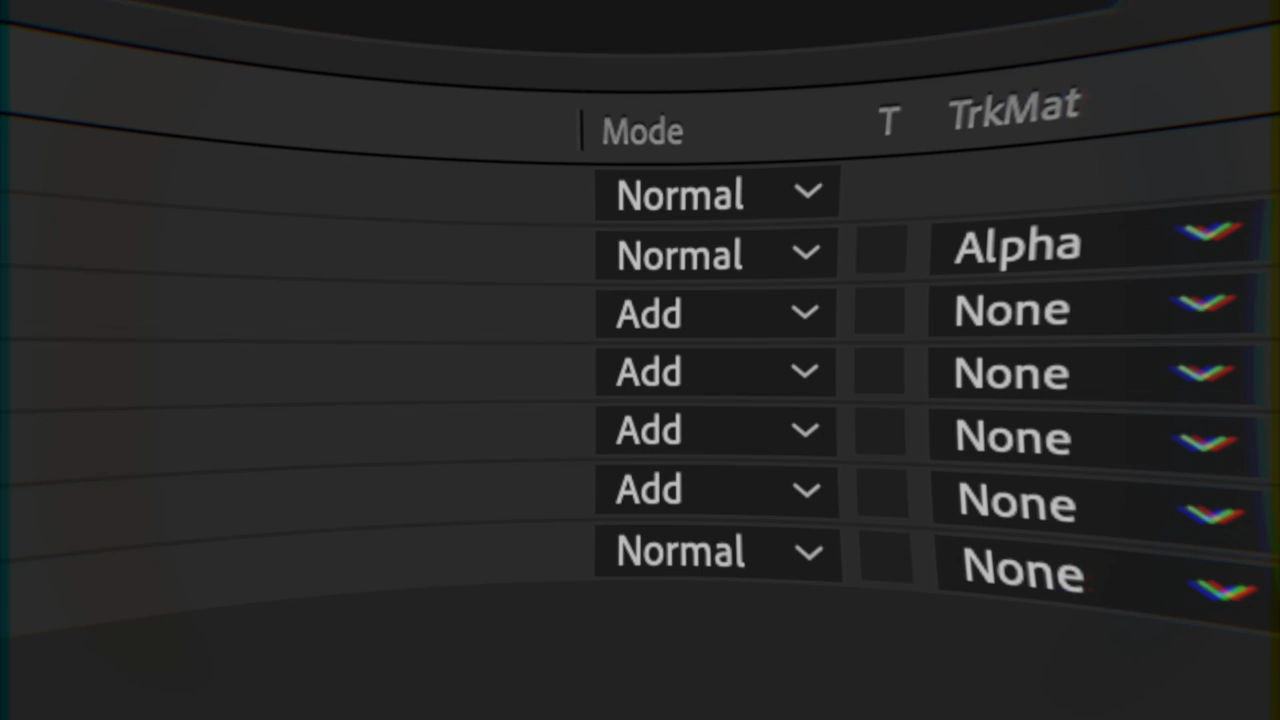 Mode T TrkMat
Normal
Normal Alpha
Add None
Add None
Add None
Add None
Normal None